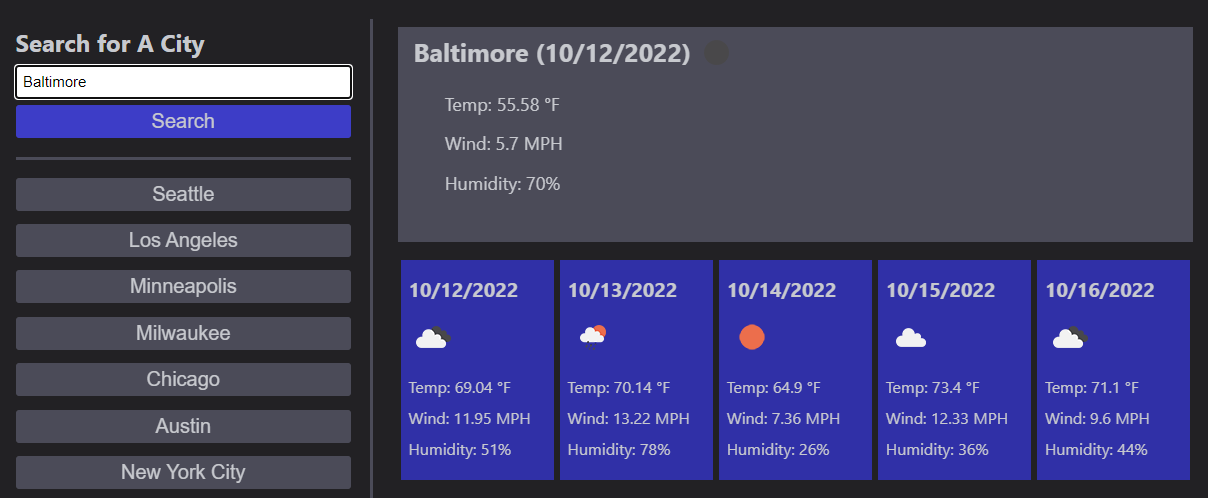 Search for A City
Baltimore
Search
Seattle
Los Angeles
Minneapolis
Milwaukee
Chicago
Austin
New York City
Baltimore (10/12/2022)
Temp: 55.58 °F
Wind: 5.7 MPH
Humidity: 70%
10/12/2022
Temp: 69.04 °F
Wind: 11.95 MPH
Humidity: 51%
10/13/2022
Temp: 70.14 °F
Wind: 13.22 MPH
Humidity: 78%
10/14/2022
Temp: 64.9 °F
Wind: 7.36 MPH
Humidity: 26%
10/15/2022
Temp: 73.4 °F
Wind: 12.33 MPH
Humidity: 36%
10/16/2022
Temp: 71.1 °F
Wind: 9.6 MPH
Humidity: 44%